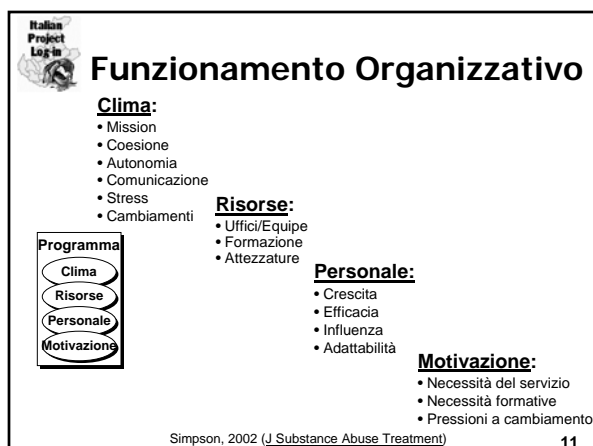 Italian
Project
Log-in
Funzionamento Organizzativo
Clima:
• Mission
• Coesione
• Autonomia
• Comunicazione
• Stress
• Cambiamenti
Risorse:
• Uffici/Equipe
• Formazione
• Attezzature
Personale:
• Crescita
• Efficacia
• Influenza
• Adattabilità
Motivazione:
• Necessità del servizio
• Necessità formative
• Pressioni a cambiamento
Programma
Clima
Risorse
Personale
Motivazione
Simpson, 2002 (J Substance Abuse Treatment)
11